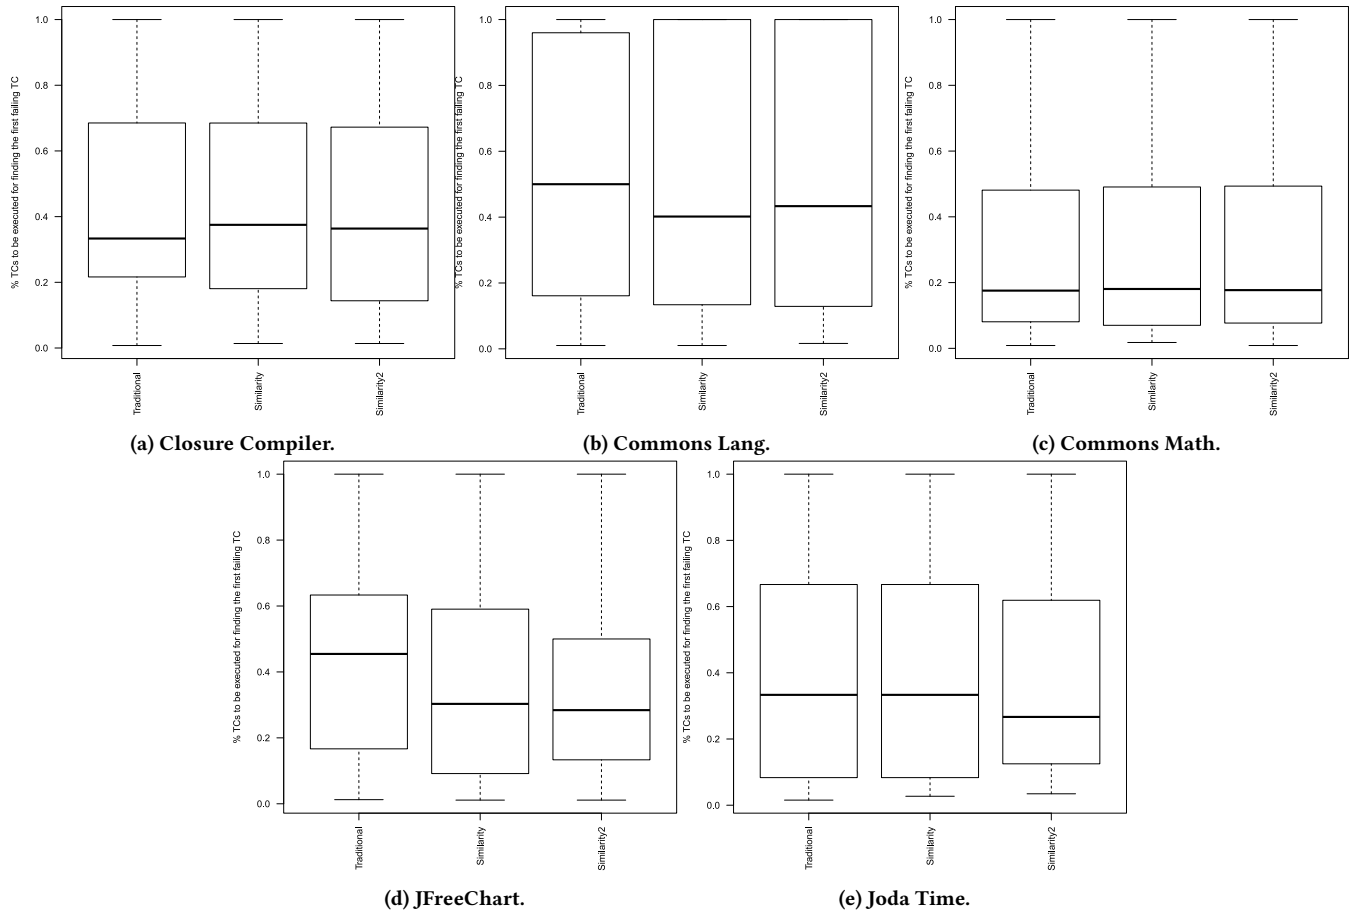 1.0
0.8
0.6
0.4
0.2
0.0
% TCs to be executed for finding the first failing TC
Traditional
Similarity
Similarity2
(a) Closure Compiler.
1.0
0.8
0.6
0.4
0.2
0.0
% TCs to be executed for finding the first failing TC
Traditional
Similarity
Similarity2
(b) Commons Lang.
1.0
0.8
0.6
0.4
0.2
0.0
% TCs to be executed for finding the first failing TC
Traditional
Similarity
Similarity2
(c) Commons Math.
1.0
0.8
0.6
0.4
0.2
0.0
% TCs to be executed for finding the first failing TC
Traditional
Similarity
Similarity2
(d) JFreeChart.
1.0
0.8
0.6
0.4
0.2
0.0
% TCs to be executed for finding the first failing TC
Traditional
Similarity
Similarity2
(e) Joda Time.